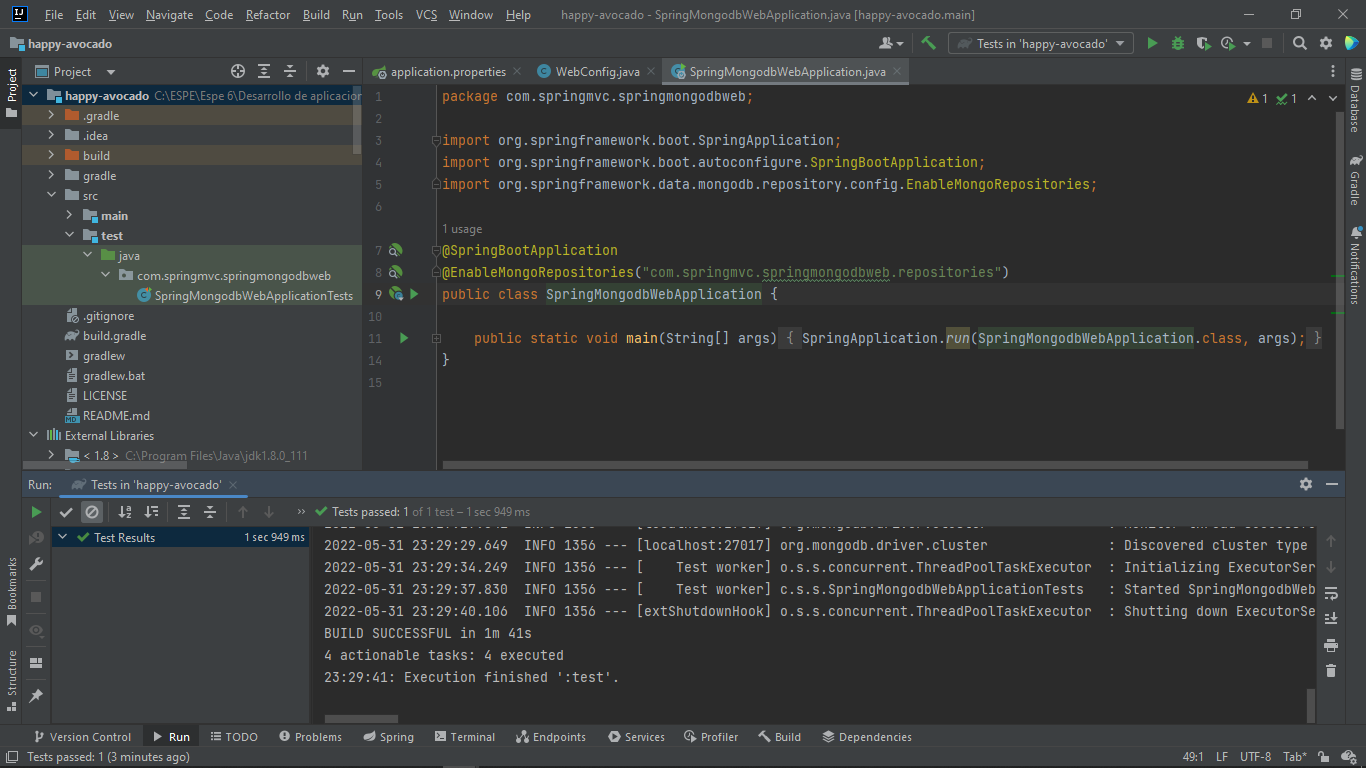 File Edit View Navigate Code Refactor Build Run Tools VCS Window Help happy-avocado - SpringMongodbWebApplication.java [happy-avocado.main]
happy-avocado
Tests in 'happy-avocado'
Project
application.properties
WebConfig.java
SpringMongodbWebApplication.java
Project
happy-avocado C:\ESPE\Espe 6\Desarrollo de aplicacion
.gradle
.idea
build
gradle
src
main
test
java
com.springmvc.springmongodbweb
SpringMongodbWebApplicationTests
.gitignore
build.gradle
gradlew
gradlew.bat
LICENSE
README.md
External Libraries
< 1.8 > C:\Program Files\Java\jdk1.8.0_111
1 package com.springmvc.springmongodbweb;
1 1
2
3 import org.springframework.boot.SpringApplication;
4 import org.springframework.boot.autoconfigure.SpringBootApplication;
5 import org.springframework.data.mongodb.repository.config.EnableMongoRepositories;
6
1 usage
7 @SpringBootApplication
8 @EnableMongoRepositories("com.springmvc.springmongodbweb.repositories")
9 public class SpringMongodbWebApplication {
10
11 public static void main(String[] args) { SpringApplication.run(SpringMongodbWebApplication.class, args); }
14 }
15
Database
Gradle
Notifications
Run: Tests in 'happy-avocado'
Tests passed: 1 of 1 test – 1 sec 949 ms
Test Results 1 sec 949 ms
2022-05-31 23:29:29.649 INFO 1356 --- [localhost:27017] org.mongodb.driver.cluster : Discovered cluster type
2022-05-31 23:29:34.249 INFO 1356 --- [ Test worker] o.s.s.concurrent.ThreadPoolTaskExecutor : Initializing ExecutorSer
2022-05-31 23:29:37.830 INFO 1356 --- [ Test worker] c.s.s.SpringMongodbWebApplicationTests : Started SpringMongodbWeb
2022-05-31 23:29:40.106 INFO 1356 --- [extShutdownHook] o.s.s.concurrent.ThreadPoolTaskExecutor : Shutting down ExecutorSe
BUILD SUCCESSFUL in 1m 41s
4 actionable tasks: 4 executed
23:29:41: Execution finished ':test'.
Bookmarks
Structure
Version Control Run TODO Problems Spring Terminal Endpoints Services Profiler Build Dependencies
Tests passed: 1 (3 minutes ago)
49:1 LF UTF-8 Tab*